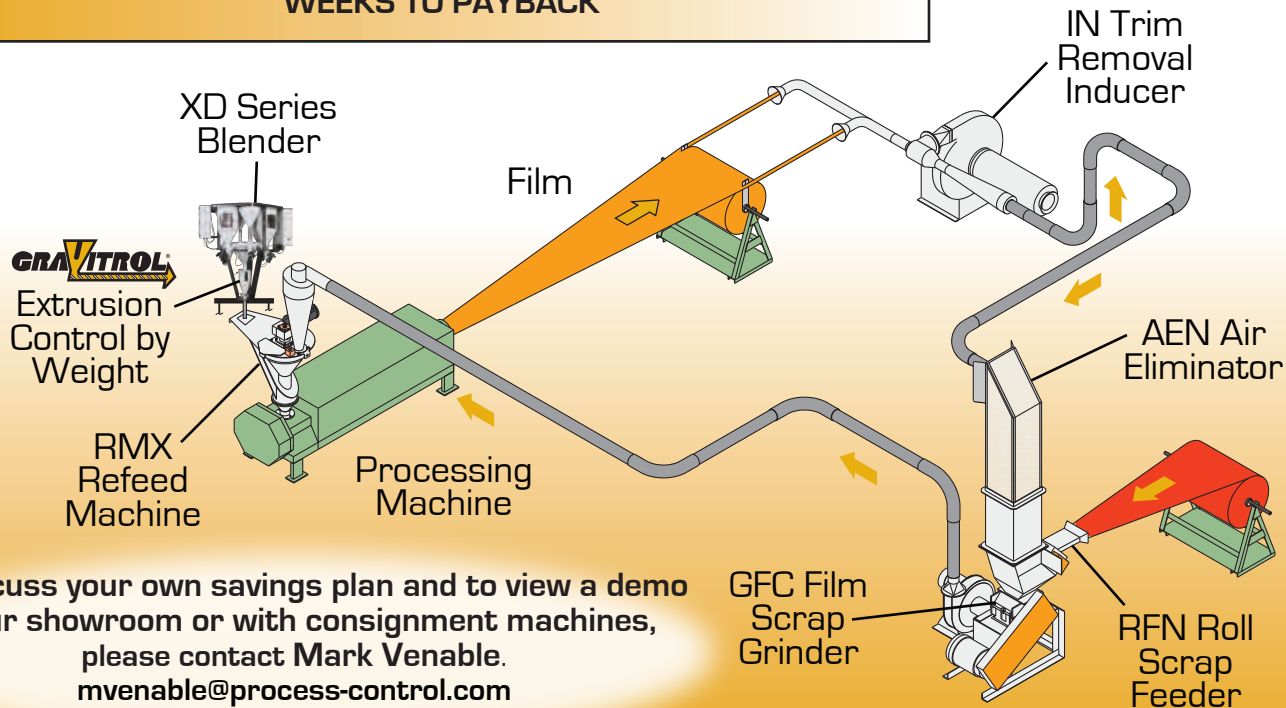 WEEKS TO PAYBACK
IN Trim
Removal
Inducer
XD Series
Blender
Film
GRAVITROL
Extrusion
Control by
Weight
AEN Air
Eliminator
RMX
Refeed
Machine
Processing
Machine
cuss your own savings plan and to view a demo
ur showroom or with consignment machines,
please contact Mark Venable.
mvenable@process-control.com
GFC Film
Scrap
Grinder
RFN Roll
Scrap
Feeder